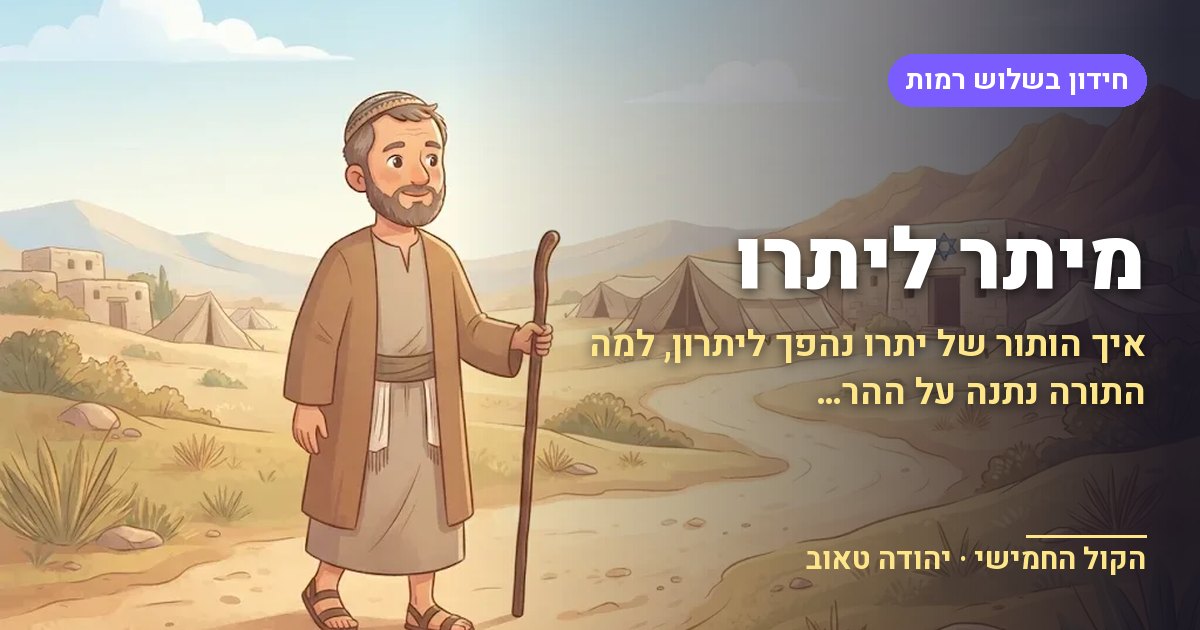 חידון בשלוש רמות
מיתר ליתרו
איך הותור של יתרו נהפך ליתרון, למה
התורה נתנה על ההר...
הקול החמישי · יהודה טאוב